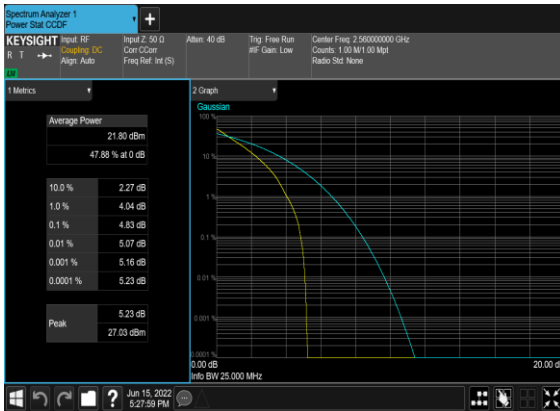 Spectrum Analyzer 1
Power Stat CCDF
+
KEYSIGHT
R T
LXI
Input: RF
Coupling: DC
Align: Auto
Input Z: 50 Ω
Corr CCorr
Freq Ref: Int (S)
Atten: 40 dB
Trig: Free Run
#IF Gain: Low
Center Freq: 2.560000000 GHz
Counts: 1.00 M/1.00 Mpt
Radio Std: None
1 Metrics
Average Power
21.80 dBm
47.88 % at 0 dB
10.0 % 2.27 dB
1.0 % 4.04 dB
0.1 % 4.83 dB
0.01 % 5.07 dB
0.001 % 5.16 dB
0.0001 % 5.23 dB
Peak 5.23 dB
27.03 dBm
2 Graph
Gaussian
100 %
10 %
1 %
0.1 %
0.01 %
0.001 %
0.0001 %
0.00 dB 20.00 d
Info BW 25.000 MHz
?
Jun 15, 2022
5:27:59 PM